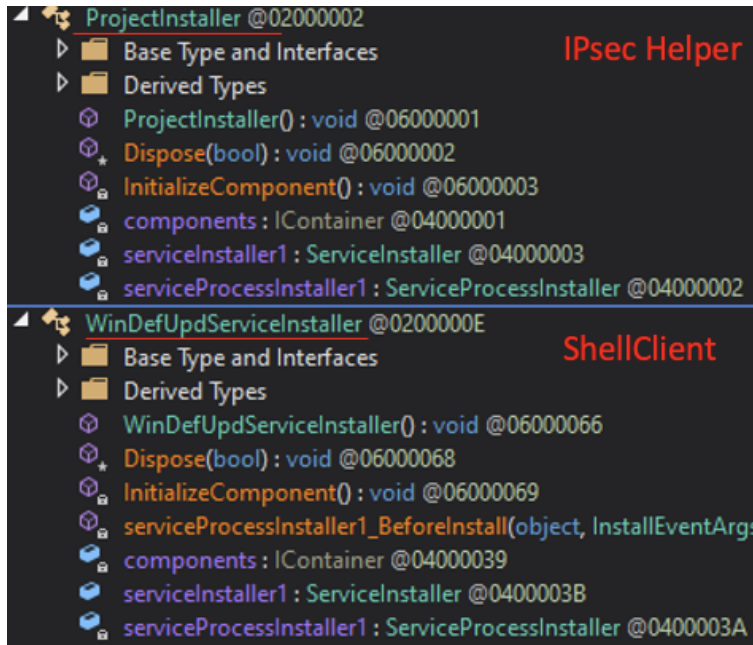 ProjectInstaller @02000002
IPsec Helper
Base Type and Interfaces
Derived Types
ProjectInstaller() : void @06000001
Dispose(bool) : void @06000002
InitializeComponent() : void @06000003
components : IContainer @04000001
serviceInstaller1 : ServiceInstaller @04000003
serviceProcessInstaller1 : ServiceProcessInstaller @04000002
WinDefUpdServiceInstaller @0200000E
ShellClient
Base Type and Interfaces
Derived Types
WinDefUpdServiceInstaller() : void @06000066
Dispose(bool) : void @06000068
InitializeComponent() : void @06000069
serviceProcessInstaller1_BeforeInstall(object, InstallEventArgs
components : IContainer @04000039
serviceInstaller1 : ServiceInstaller @0400003B
serviceProcessInstaller1 : ServiceProcessInstaller @0400003A